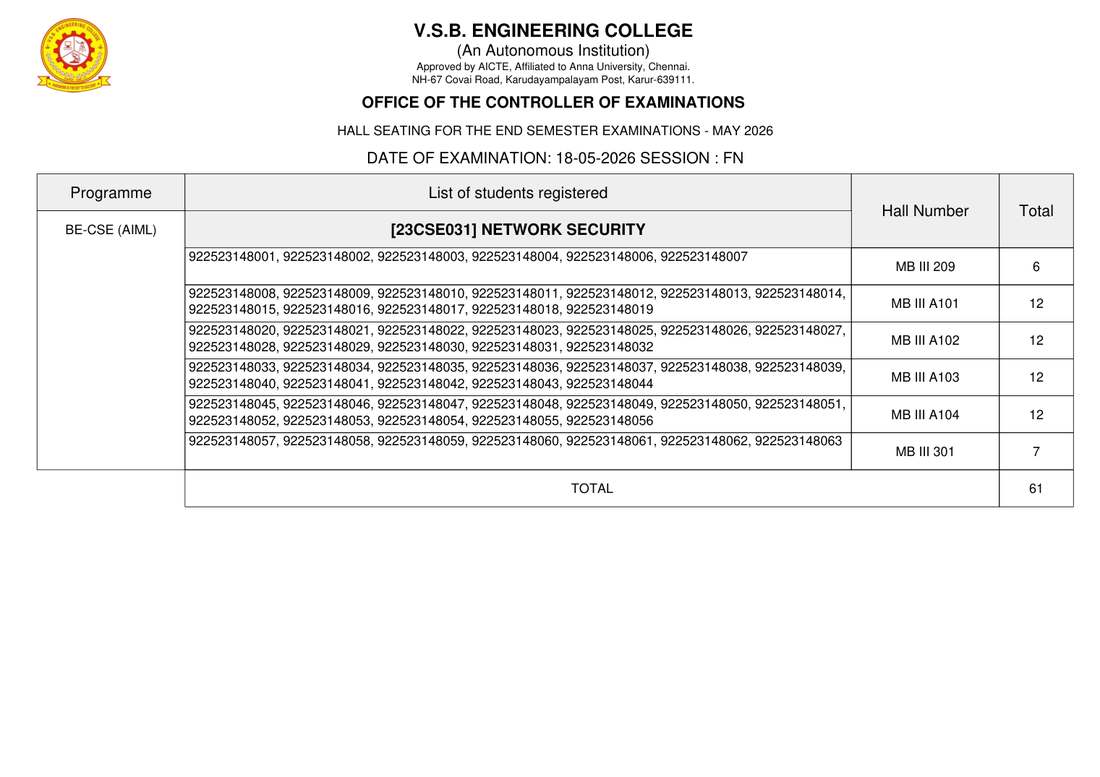 V.S.B. ENGINEERING COLLEGE
(An Autonomous Institution)
Approved by AICTE, Affiliated to Anna University, Chennai.
NH-67 Covai Road, Karudayampalayam Post, Karur-639111.
OFFICE OF THE CONTROLLER OF EXAMINATIONS
HALL SEATING FOR THE END SEMESTER EXAMINATIONS - MAY 2026
DATE OF EXAMINATION: 18-05-2026 SESSION : FN
Programme List of students registered Hall Number Total
BE-CSE (AIML) [23CSE031] NETWORK SECURITY
922523148001, 922523148002, 922523148003, 922523148004, 922523148006, 922523148007 MB III 209 6
922523148008, 922523148009, 922523148010, 922523148011, 922523148012, 922523148013, 922523148014,
922523148015, 922523148016, 922523148017, 922523148018, 922523148019 MB III A101 12
922523148020, 922523148021, 922523148022, 922523148023, 922523148025, 922523148026, 922523148027,
922523148028, 922523148029, 922523148030, 922523148031, 922523148032 MB III A102 12
922523148033, 922523148034, 922523148035, 922523148036, 922523148037, 922523148038, 922523148039,
922523148040, 922523148041, 922523148042, 922523148043, 922523148044 MB III A103 12
922523148045, 922523148046, 922523148047, 922523148048, 922523148049, 922523148050, 922523148051,
922523148052, 922523148053, 922523148054, 922523148055, 922523148056 MB III A104 12
922523148057, 922523148058, 922523148059, 922523148060, 922523148061, 922523148062, 922523148063 MB III 301 7
TOTAL 61